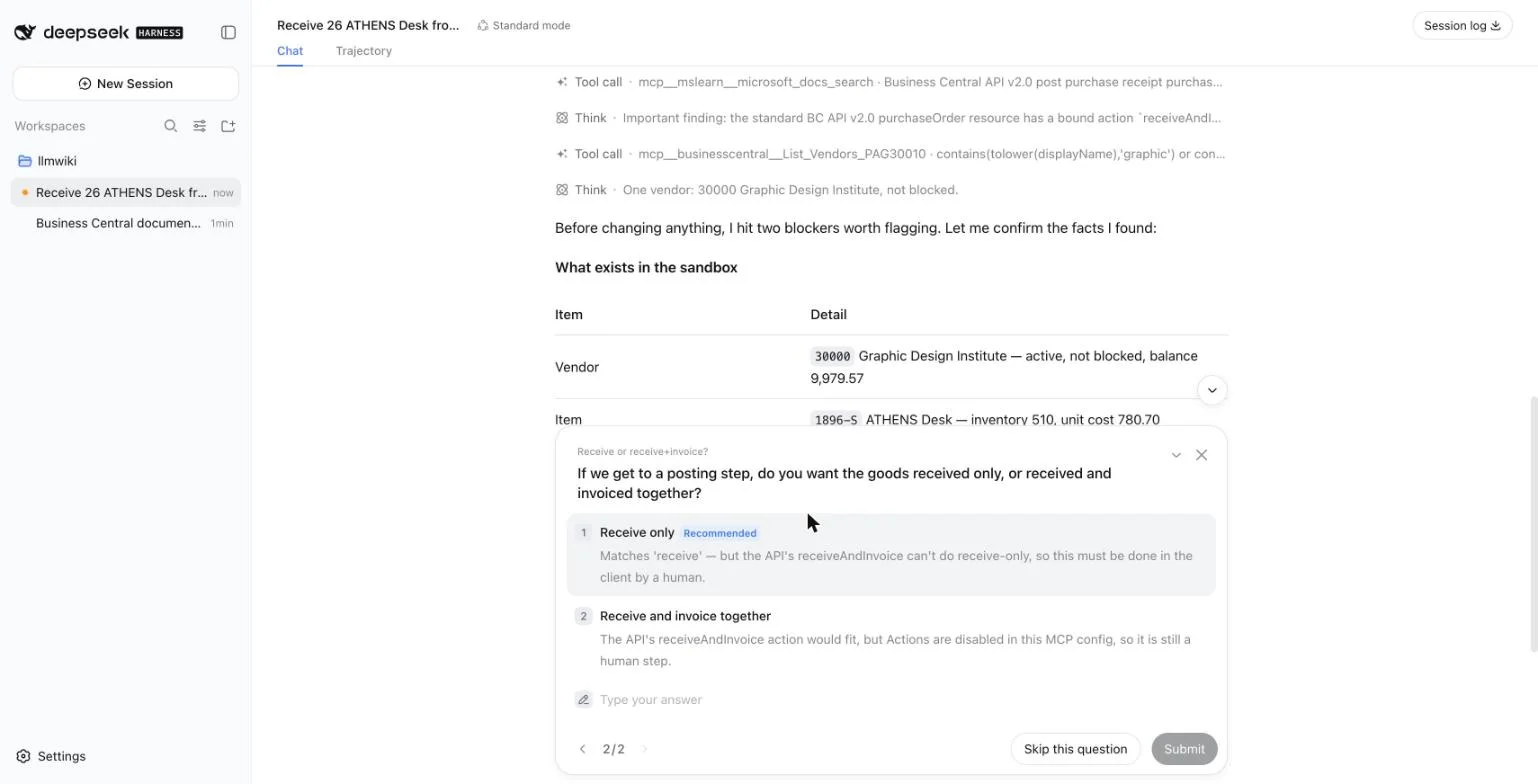 deepseek HARNESS
New Session
Workspaces
llmwiki
Receive 26 ATHENS Desk fr... now
Business Central documen... 1min
Settings
Receive 26 ATHENS Desk fro... Standard mode
Session log
Chat Trajectory
Tool call · mcp__mslearn__microsoft_docs_search · Business Central API v2.0 post purchase receipt purchas...
Think · Important finding: the standard BC API v2.0 purchaseOrder resource has a bound action `receiveAndI...
Tool call · mcp__businesscentral__List_Vendors_PAG30010 · contains(tolower(displayName),'graphic') or con...
Think · One vendor: 30000 Graphic Design Institute, not blocked.
Before changing anything, I hit two blockers worth flagging. Let me confirm the facts I found:
What exists in the sandbox
Item Detail
Vendor 30000 Graphic Design Institute — active, not blocked, balance
9,979.57
Item 1896-S ATHENS Desk — inventory 510, unit cost 780.70
Receive or receive+invoice?
If we get to a posting step, do you want the goods received only, or received and
invoiced together?
1 Receive only Recommended
Matches 'receive' — but the API's receiveAndInvoice can't do receive-only, so this must be done in the
client by a human.
2 Receive and invoice together
The API's receiveAndInvoice action would fit, but Actions are disabled in this MCP config, so it is still a
human step.
Type your answer
2/2
Skip this question
Submit